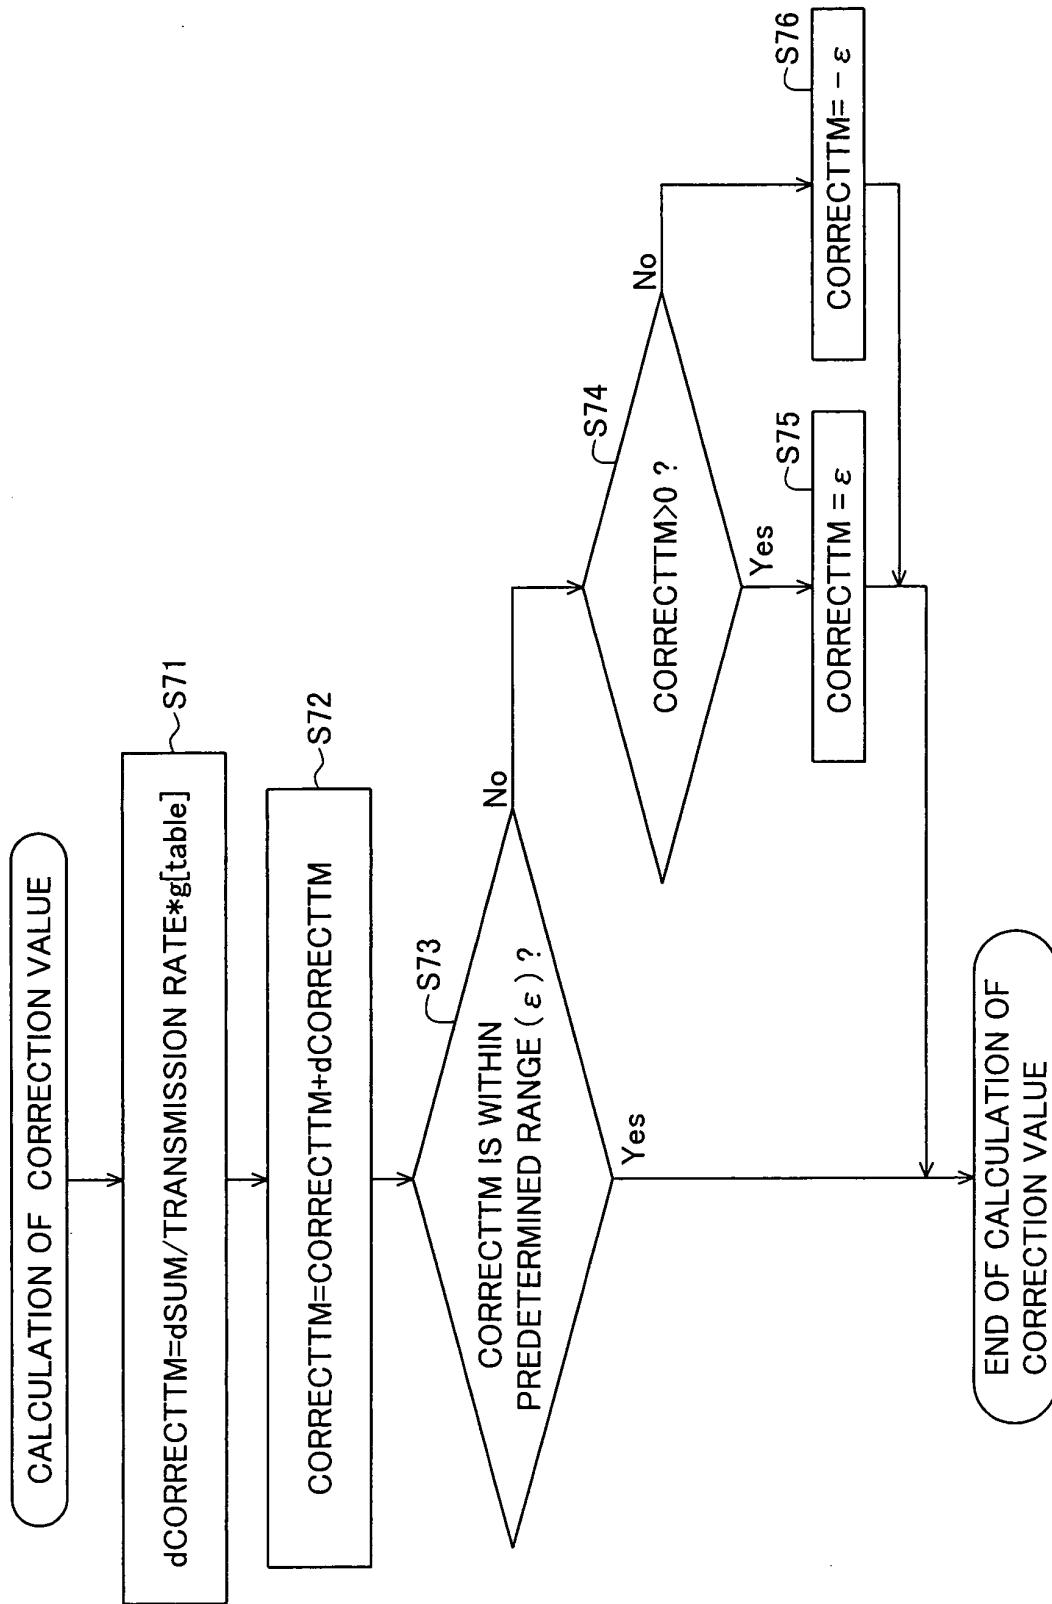 CALCULATION OF CORRECTION VALUE
dCORRECTTM=dSUM/TRANSMISSION RATE*g[table]
S71
CORRECTTM=CORRECTTM+dCORRECTTM
S72
CORRECTTM IS WITHIN
PREDETERMINED RANGE (ε) ?
S73
No
Yes
CORRECTTM>0 ?
S74
No
Yes
CORRECTTM = ε
S75
CORRECTTM= - ε
S76
END OF CALCULATION OF
CORRECTION VALUE